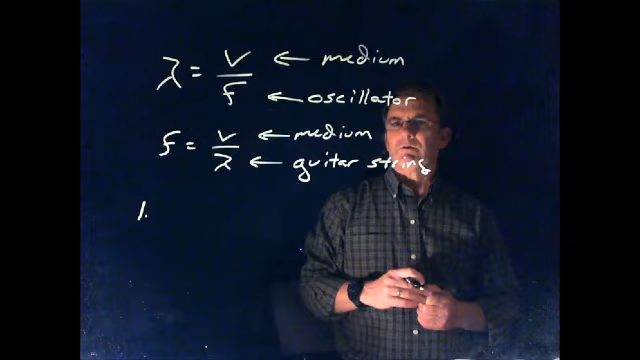 λ = v/f ← medium
← oscillator
f = v/λ ← medium
← guitar string
1.